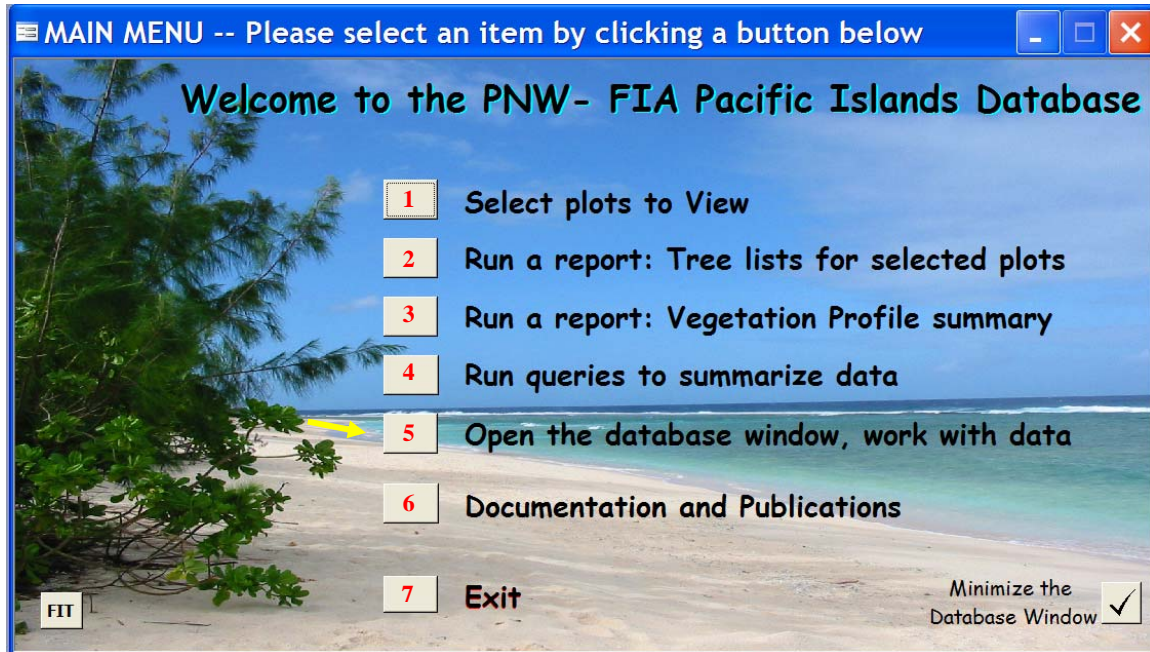 MAIN MENU -- Please select an item by clicking a button below
Welcome to the PNW- FIA Pacific Islands Database
1 Select plots to View
2 Run a report: Tree lists for selected plots
3 Run a report: Vegetation Profile summary
4 Run queries to summarize data
5 Open the database window, work with data
6 Documentation and Publications
7 Exit
FIT
Minimize the
Database Window